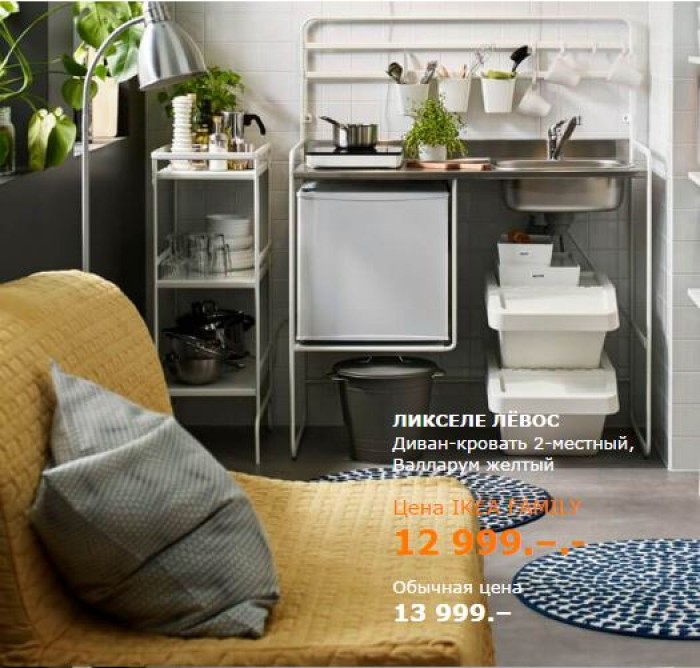 ЛИКСЕЛЕ ЛЁВОС
Диван-кровать 2-местный,
Валларум желтый
Цена IKEA FAMILY
12 999.–.-
Обычная цена
13 999.–